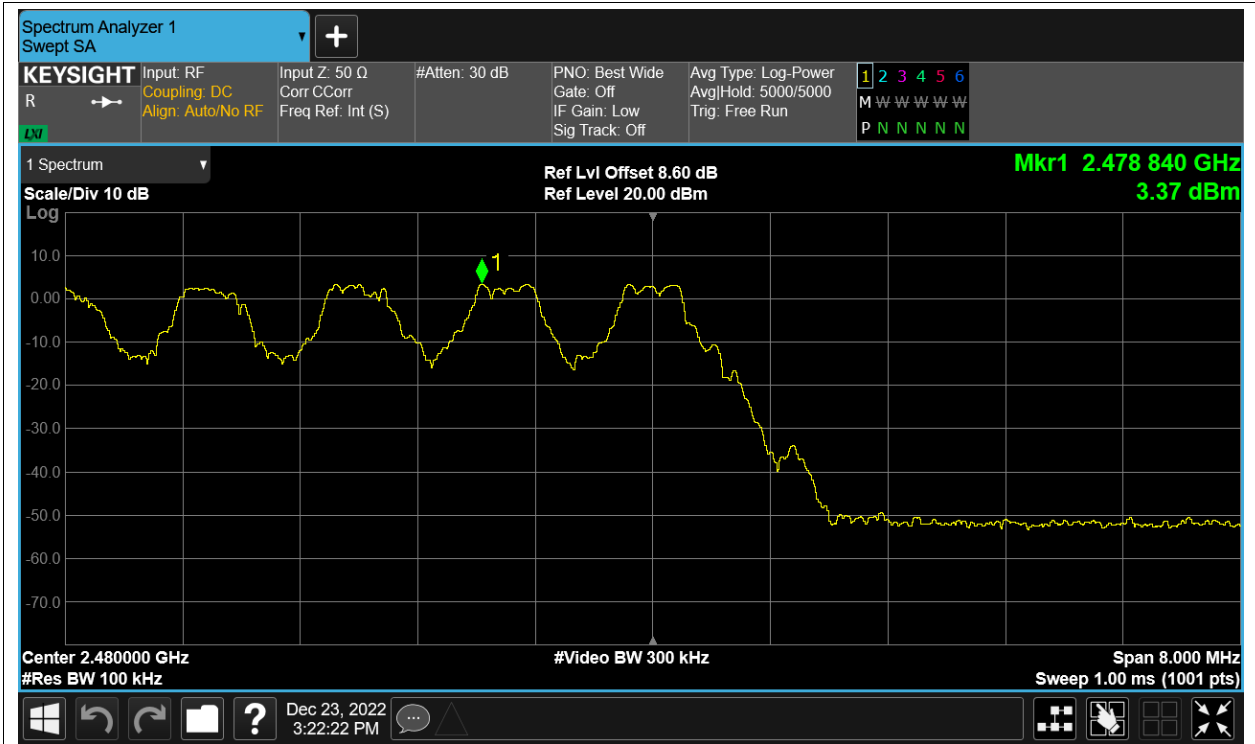 Spectrum Analyzer 1
Swept SA
+
KEYSIGHT
R
LXI
Input: RF
Coupling: DC
Align: Auto/No RF
Input Z: 50 Ω
Corr CCorr
Freq Ref: Int (S)
#Atten: 30 dB
PNO: Best Wide
Gate: Off
IF Gain: Low
Sig Track: Off
Avg Type: Log-Power
Avg|Hold: 5000/5000
Trig: Free Run
1 2 3 4 5 6
M W W W W W
P N N N N N
1 Spectrum
Scale/Div 10 dB
Log
Ref Lvl Offset 8.60 dB
Ref Level 20.00 dBm
Mkr1 2.478 840 GHz
3.37 dBm
1
10.0
0.00
-10.0
-20.0
-30.0
-40.0
-50.0
-60.0
-70.0
Center 2.480000 GHz
#Res BW 100 kHz
#Video BW 300 kHz
Span 8.000 MHz
Sweep 1.00 ms (1001 pts)
?
Dec 23, 2022
3:22:22 PM